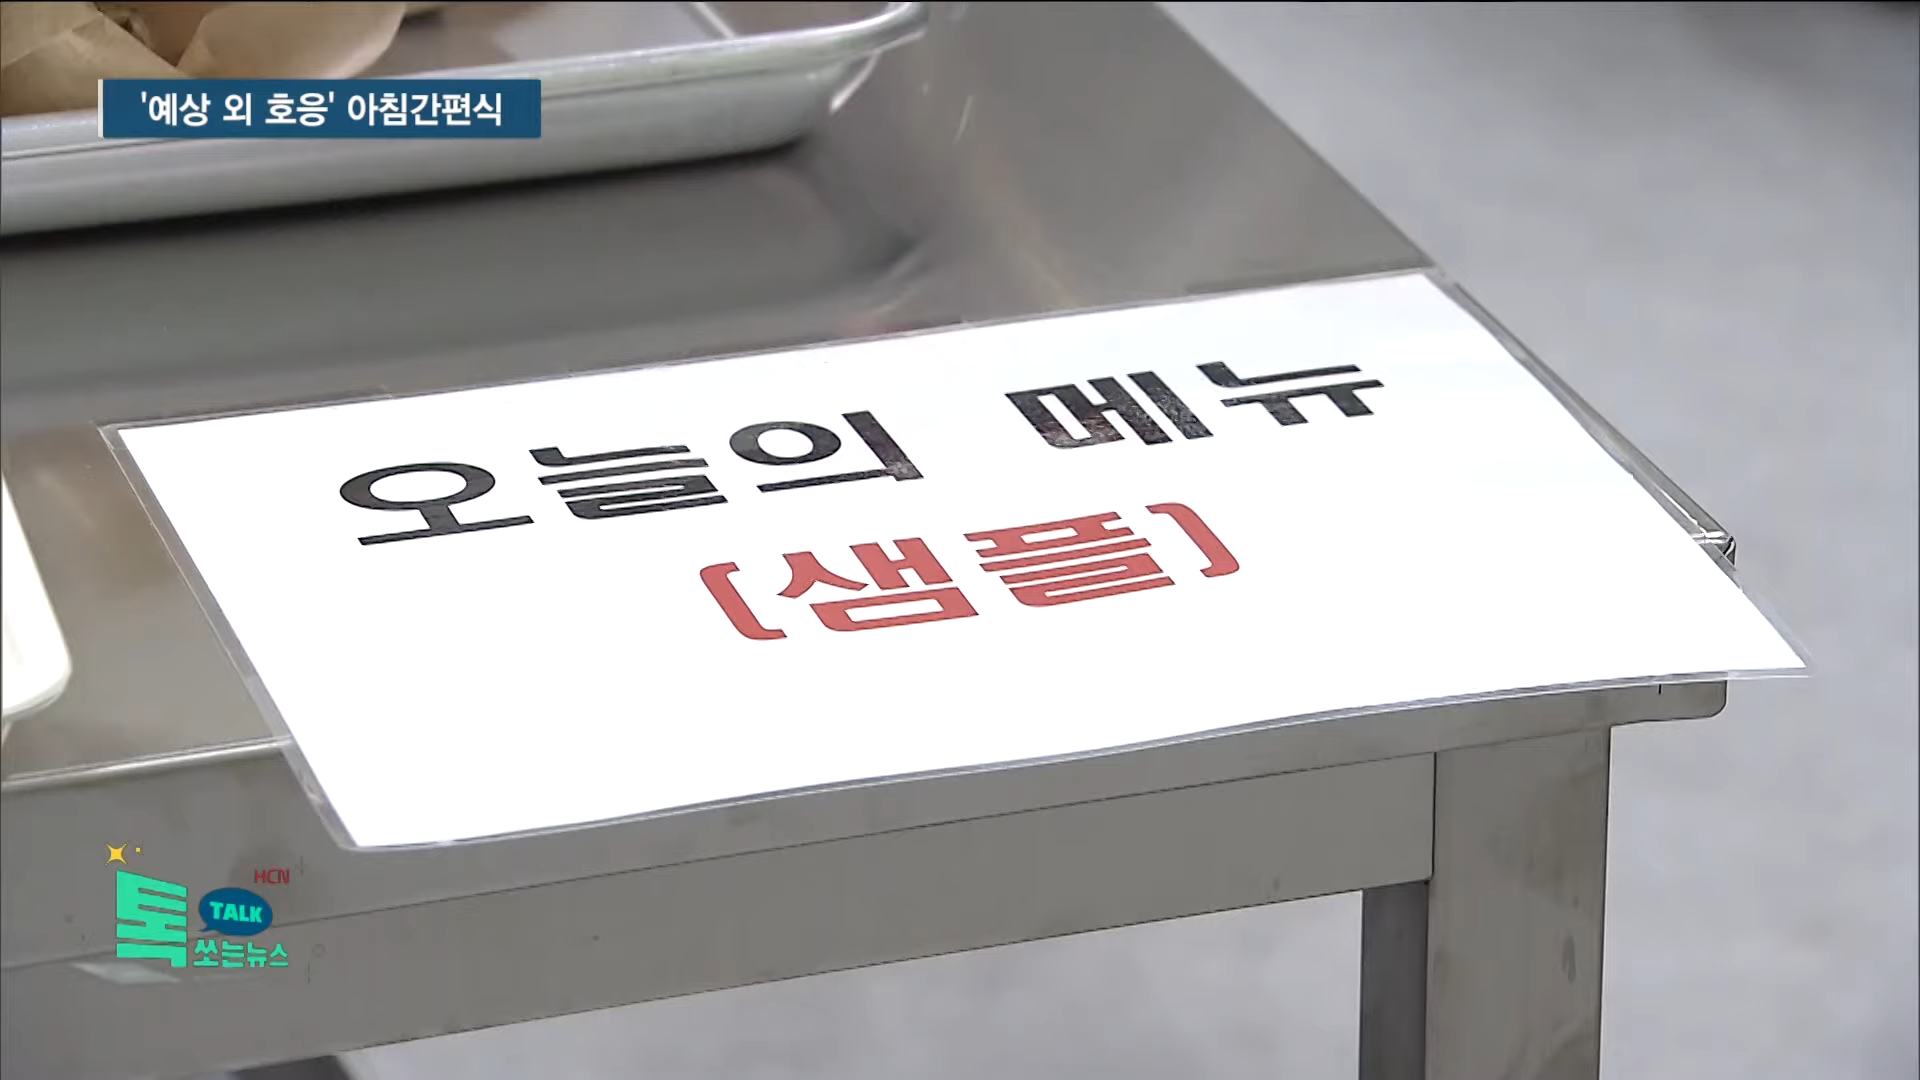 '예상 외 호응' 아침간편식
오늘의 메뉴
(샘플)
HCN
톡 TALK
쏘는뉴스